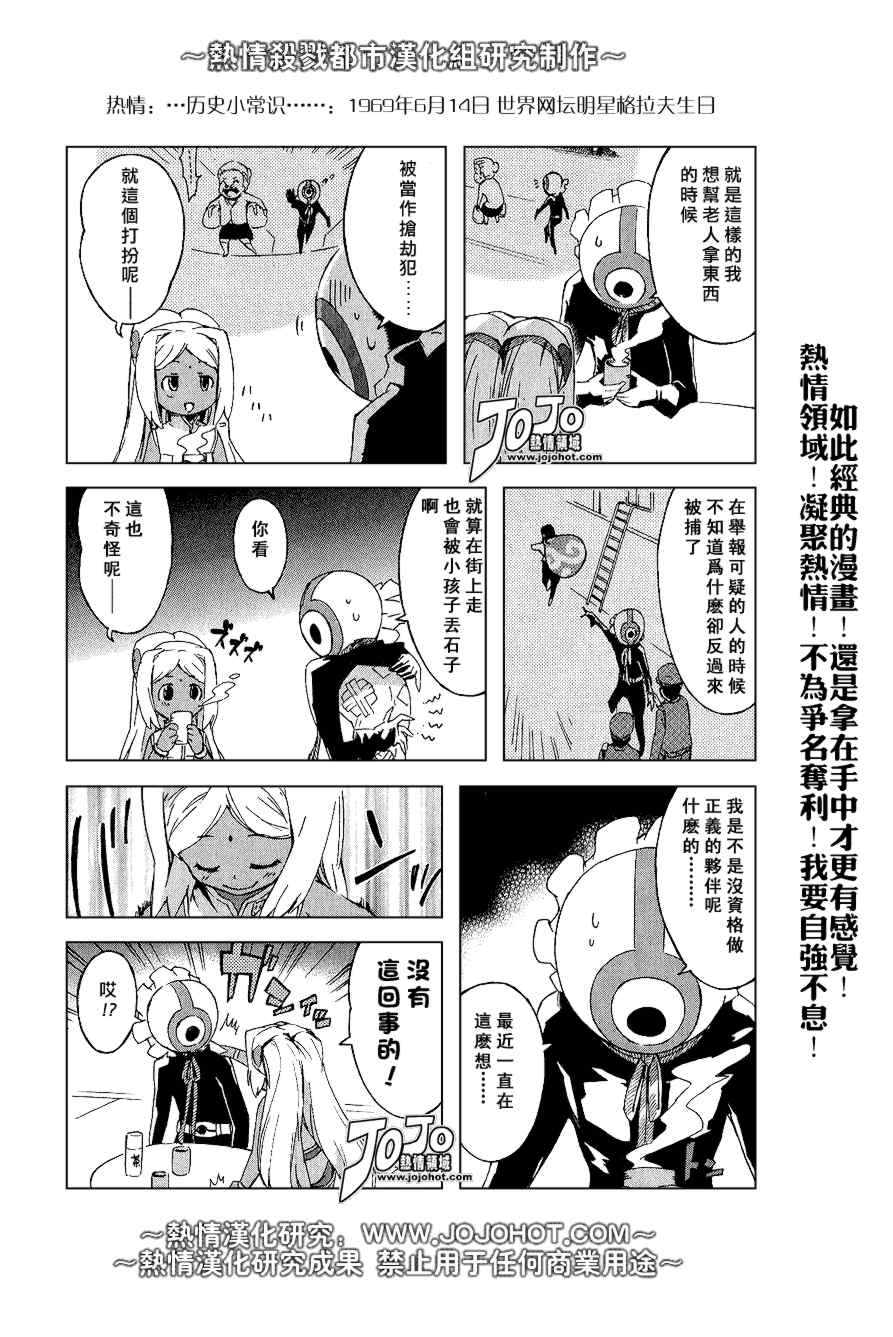 ～熱情殺戮都市漢化組研究制作～
热情：…历史小常识……：1969年6月14日 世界网坛明星格拉夫生日
就是這樣的我
想幫老人拿東西
的時候
被當作搶劫犯……
就這個打扮呢—
JOJO
熱情領域
www.jojohot.com
在舉報可疑的人的時候
不知道爲什麽卻反過來
被捕了
就算在街上走
也會被小孩子丟石子
啊
你看
ズズズ
這也
不奇怪呢——
我是不是沒資格做
正義的夥伴呢
什麽的………
最近一直在
這麽想……
トン
沒有
這回事的！
ガバッ
哎!?
茶
JOJO
熱情領域
www.jojohot.com
如此經典的漫畫！還是拿在手中才更有感覺！
熱情領域！凝聚熱情！不為爭名奪利！我要自強不息！
～熱情漢化研究：WWW.JOJOHOT.COM～
～熱情漢化研究成果 禁止用于任何商業用途～